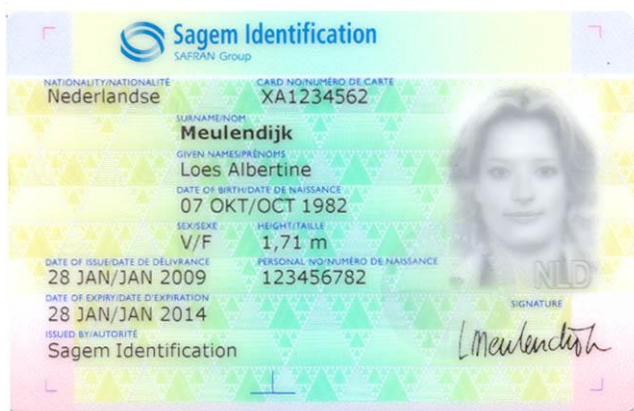 Sagem Identification
SAFRAN Group
NATIONALITY/NATIONALITÉ CARD NO/NUMÉRO DE CARTE
Nederlandse XA1234562
SURNAME/NOM
Meulendijk
GIVEN NAMES/PRÉNOMS
Loes Albertine
DATE OF BIRTH/DATE DE NAISSANCE
07 OKT/OCT 1982
SEX/SEXE HEIGHT/TAILLE
V/F 1,71 m
DATE OF ISSUE/DATE DE DÉLIVRANCE PERSONAL NO/NUMÉRO DE NAISSANCE
28 JAN/JAN 2009 123456782
NLD
DATE OF EXPIRY/DATE D'EXPIRATION
28 JAN/JAN 2014
SIGNATURE
ISSUED BY/AUTORITÉ
Sagem Identification
LMeulendijk